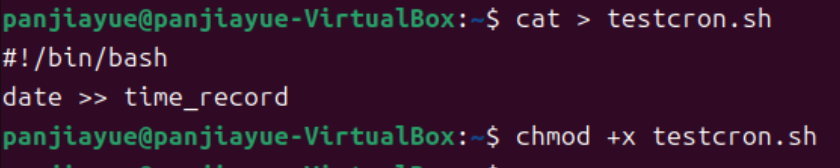 panjiayue@panjiayue-VirtualBox:~$ cat > testcron.sh
#!/bin/bash
date >> time_record
panjiayue@panjiayue-VirtualBox:~$ chmod +x testcron.sh